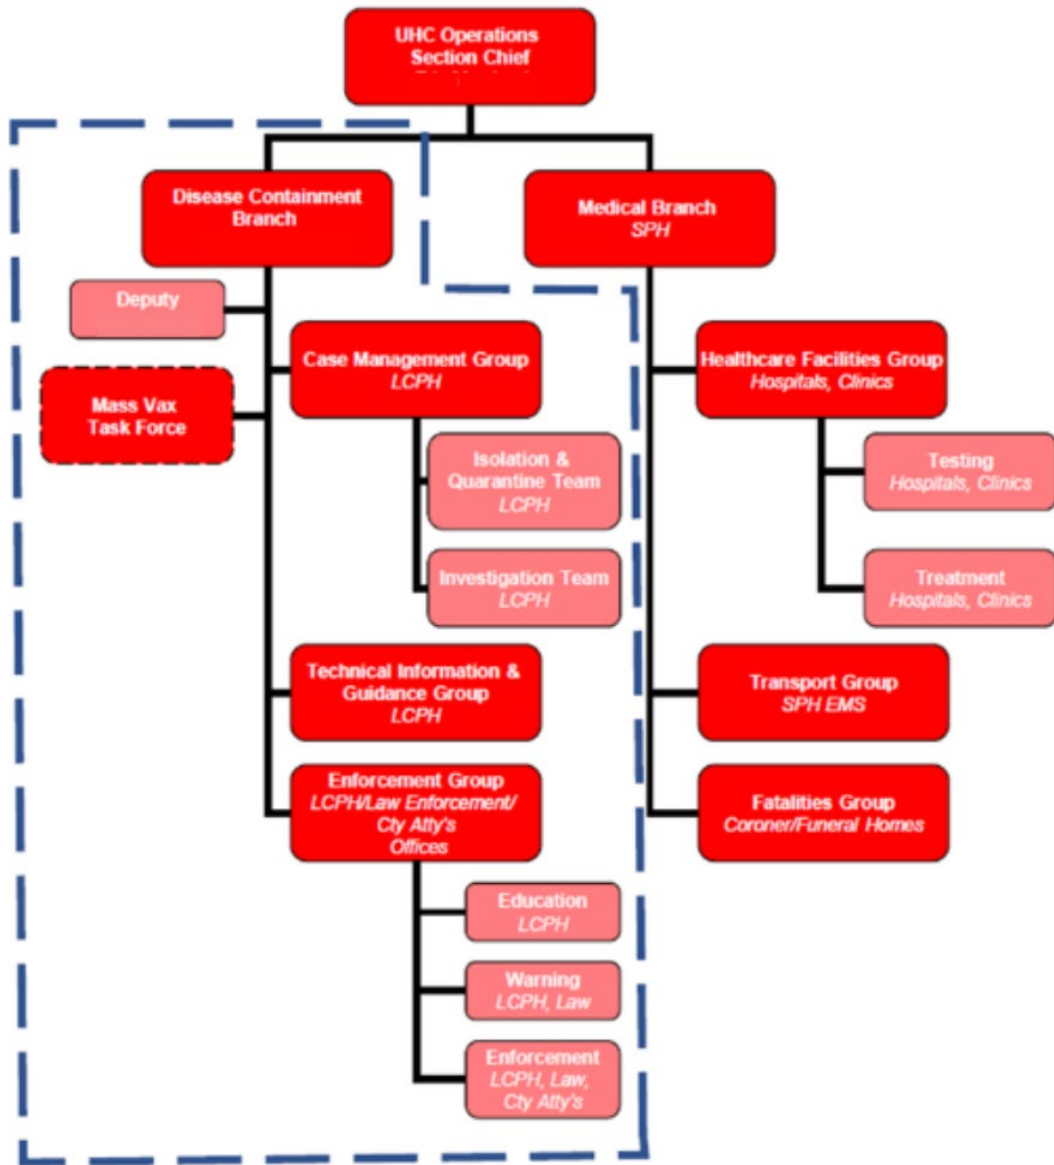 UHC Operations
Section Chief
Disease Containment
Branch
Medical Branch
SPH
Deputy
Mass Vax
Task Force
Case Management Group
LCPH
Isolation &
Quarantine Team
LCPH
Investigation Team
LCPH
Technical Information &
Guidance Group
LCPH
Enforcement Group
LCPH/Law Enforcement/
Cty Atty's
Offices
Education
LCPH
Warning
LCPH, Law
Enforcement
LCPH, Law,
Cty Atty's
Healthcare Facilities Group
Hospitals, Clinics
Testing
Hospitals, Clinics
Treatment
Hospitals, Clinics
Transport Group
SPH EMS
Fatalities Group
Coroner/Funeral Homes